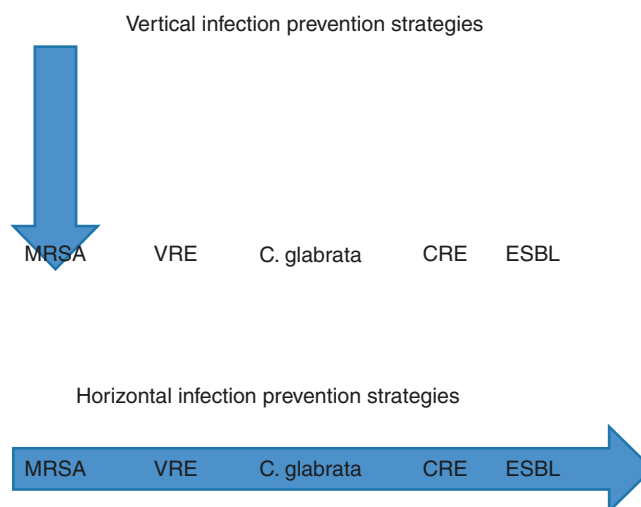 Vertical infection prevention strategies
MRSA VRE C. glabrata CRE ESBL
Horizontal infection prevention strategies
MRSA VRE C. glabrata CRE ESBL